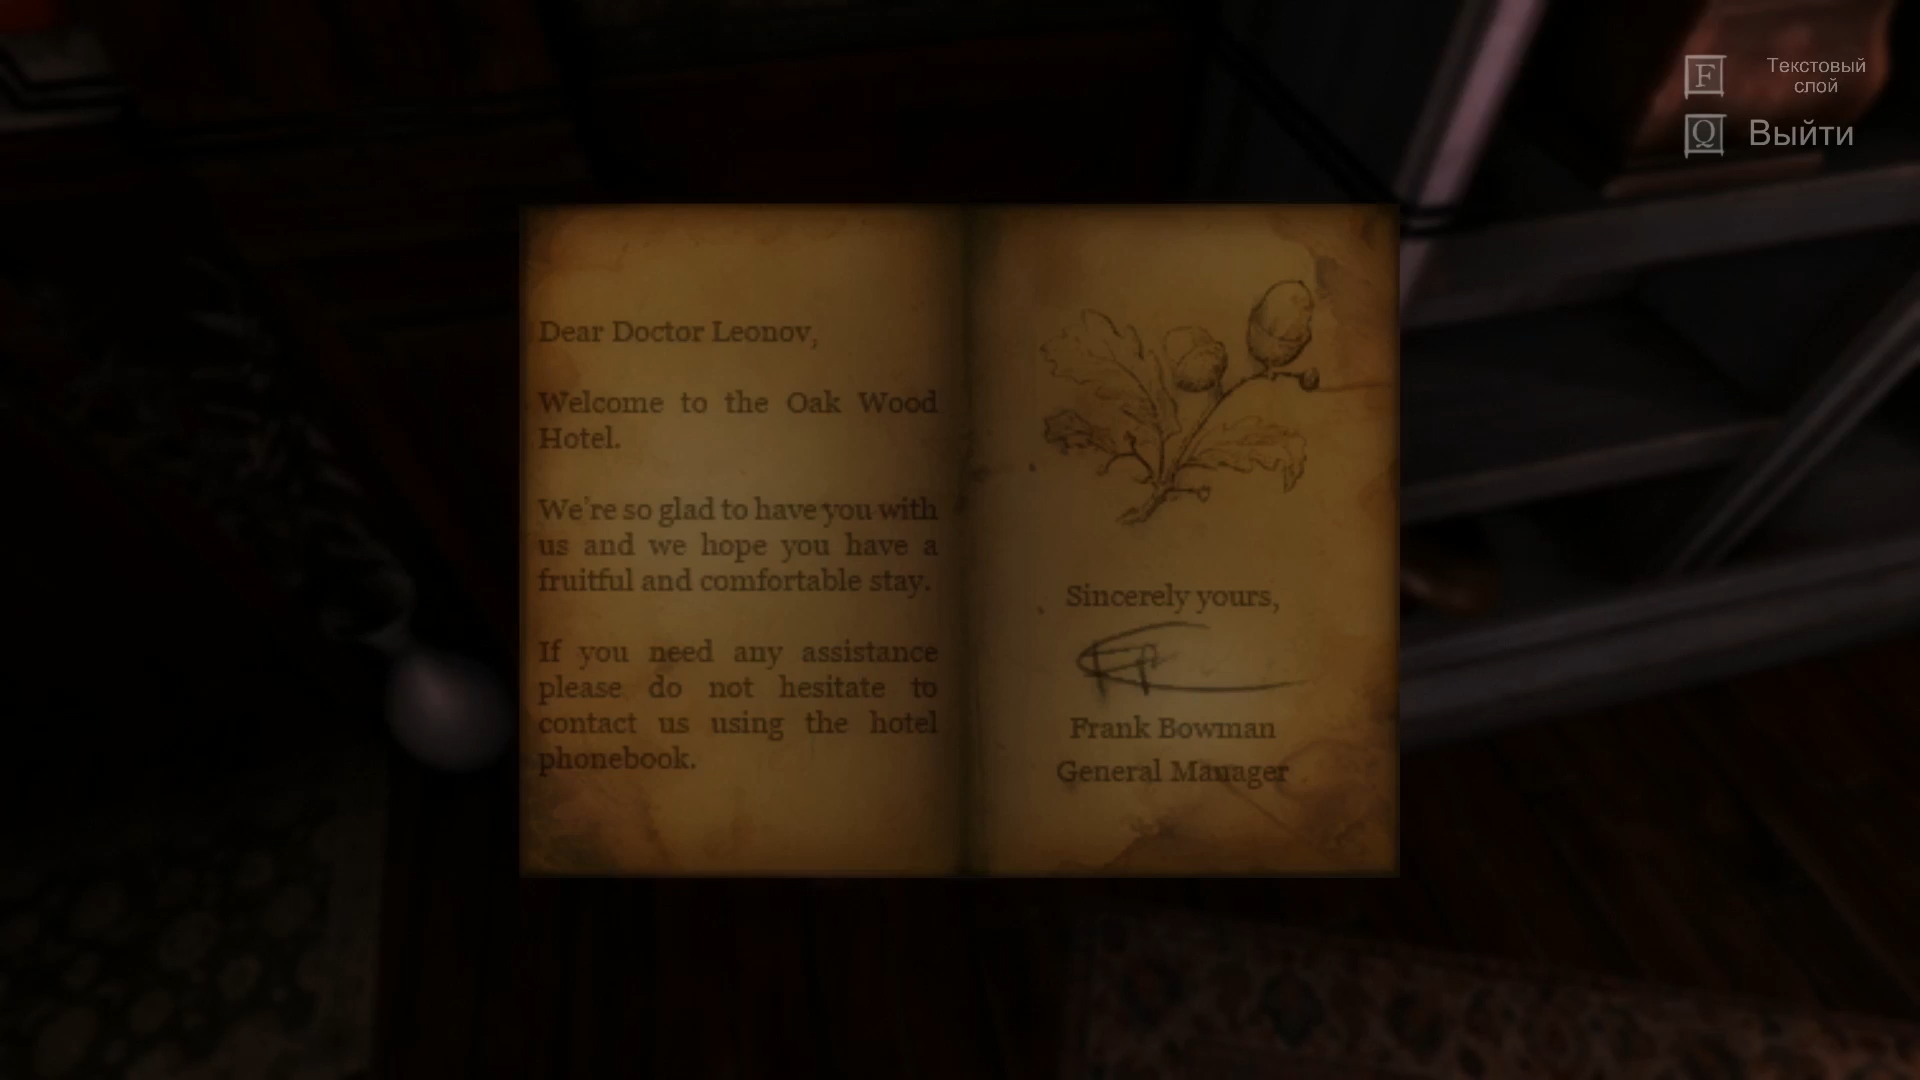 F Текстовый
слой
Q Выйти
Dear Doctor Leonov,
Welcome to the Oak Wood
Hotel.
We're so glad to have you with
us and we hope you have a
fruitful and comfortable stay.
If you need any assistance
please do not hesitate to
contact us using the hotel
phonebook.
Sincerely yours,
Frank Bowman
General Manager